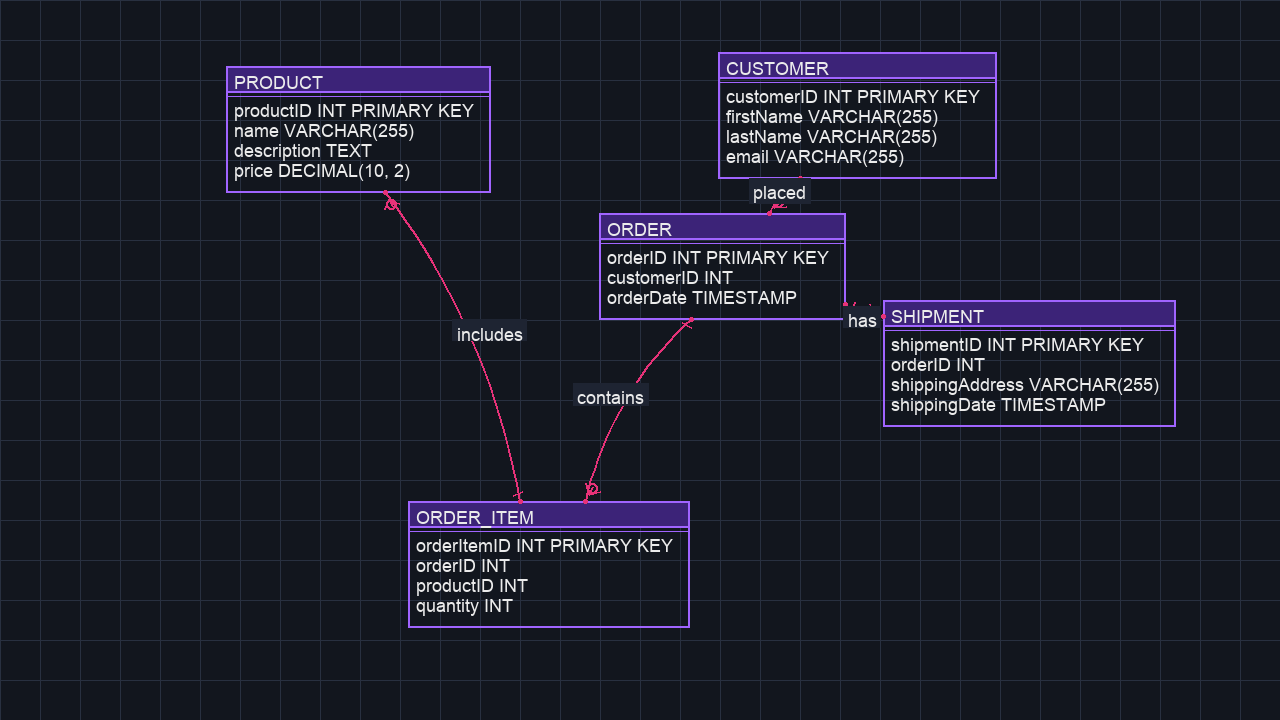 PRODUCT
productID INT PRIMARY KEY
name VARCHAR(255)
description TEXT
price DECIMAL(10, 2)
CUSTOMER
customerID INT PRIMARY KEY
firstName VARCHAR(255)
lastName VARCHAR(255)
email VARCHAR(255)
placed
ORDER
orderID INT PRIMARY KEY
customerID INT
orderDate TIMESTAMP
has
SHIPMENT
shipmentID INT PRIMARY KEY
orderID INT
shippingAddress VARCHAR(255)
shippingDate TIMESTAMP
includes
contains
ORDER_ITEM
orderItemID INT PRIMARY KEY
orderID INT
productID INT
quantity INT